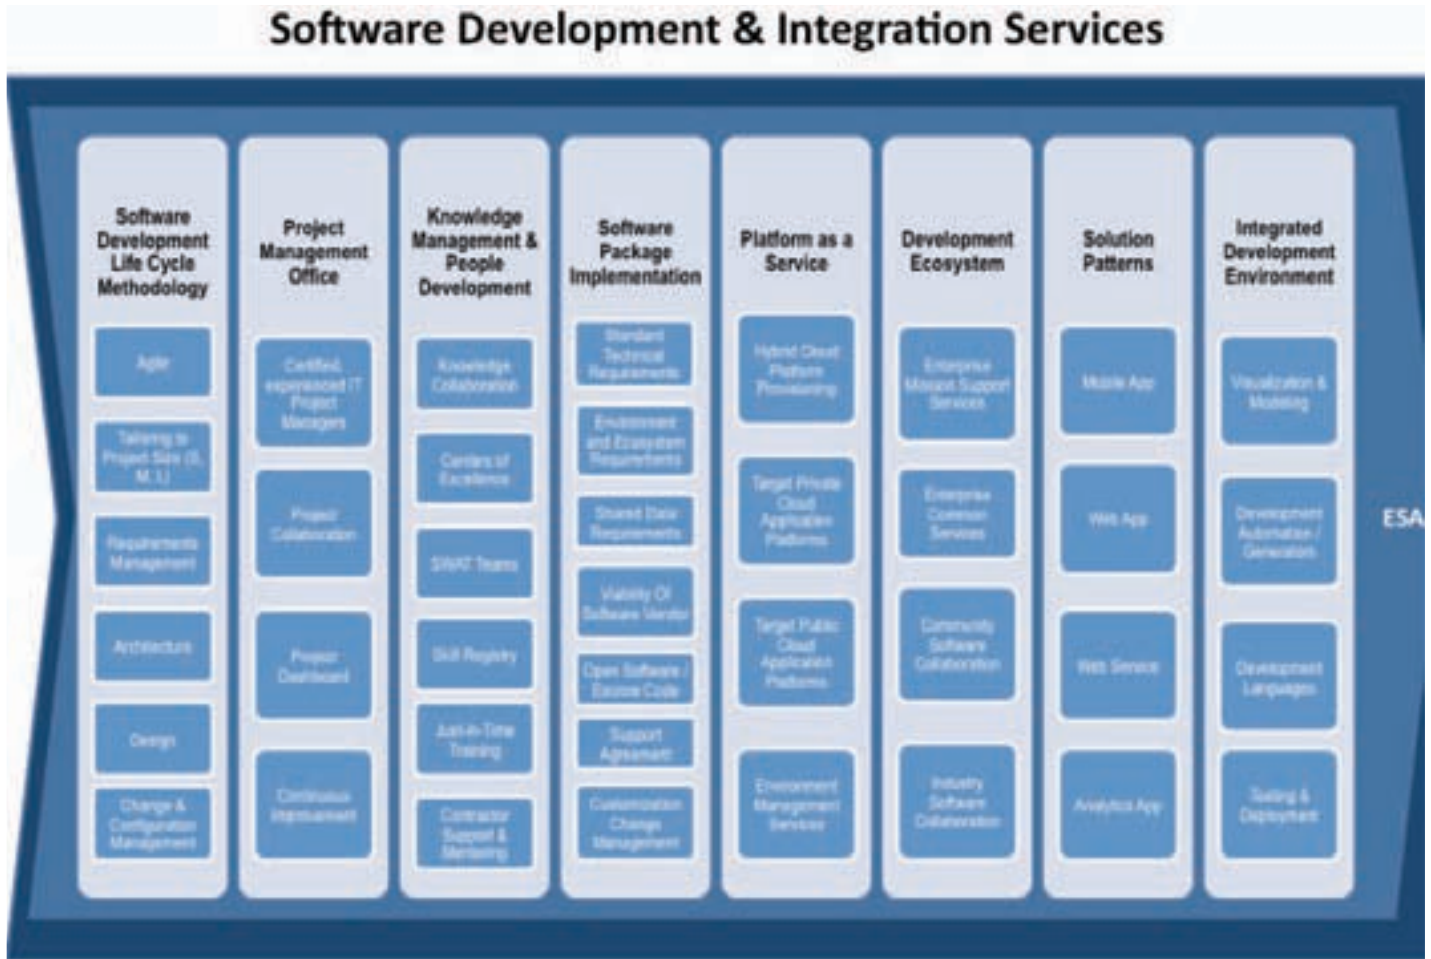 Software Development & Integration Services
Software
Development
Life Cycle
Methodology
Agile
Tailoring to
Project Size (S,
M, L)
Requirements
Management
Architecture
Design
Change &
Configuration
Management
Project
Management
Office
Certified,
experienced IT
Project
Managers
Project
Collaboration
Project
Dashboard
Continuous
Improvement
Knowledge
Management &
People
Development
Knowledge
Collaboration
Centers of
Excellence
SWAT Teams
Skill Registry
Just-in-Time
Training
Contractor
Support &
Mentoring
Software
Package
Implementation
Standard
Technical
Requirements
Environment
and Ecosystem
Requirements
Shared Data
Requirements
Viability Of
Software Vendor
Open Software /
Code
Support
Agreement
Customization
Change
Management
Platform as a
Service
Hybrid Cloud
Platform
Provisioning
Target Private
Cloud
Application
Platforms
Target Public
Cloud
Application
Platforms
Environment
Management
Services
Development
Ecosystem
Enterprise
Mission Support
Services
Enterprise
Common
Services
Community
Software
Collaboration
Industry
Software
Collaboration
Solution
Patterns
Mobile App
Web App
Web Service
Analytics App
Integrated
Development
Environment
Visualization &
Modeling
Development
Automation /
Generation
Development
Languages
Testing &
Deployment
ESA